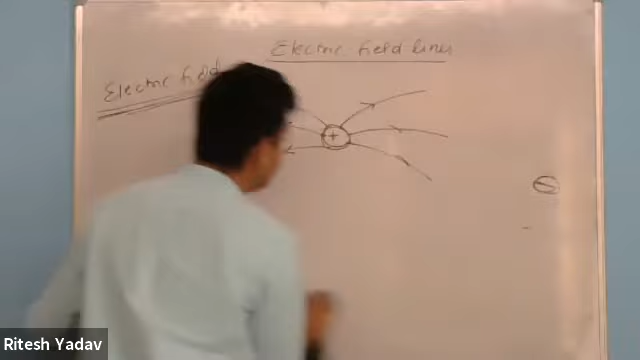 Electric field lines
Electric field
+
−
Ritesh Yadav